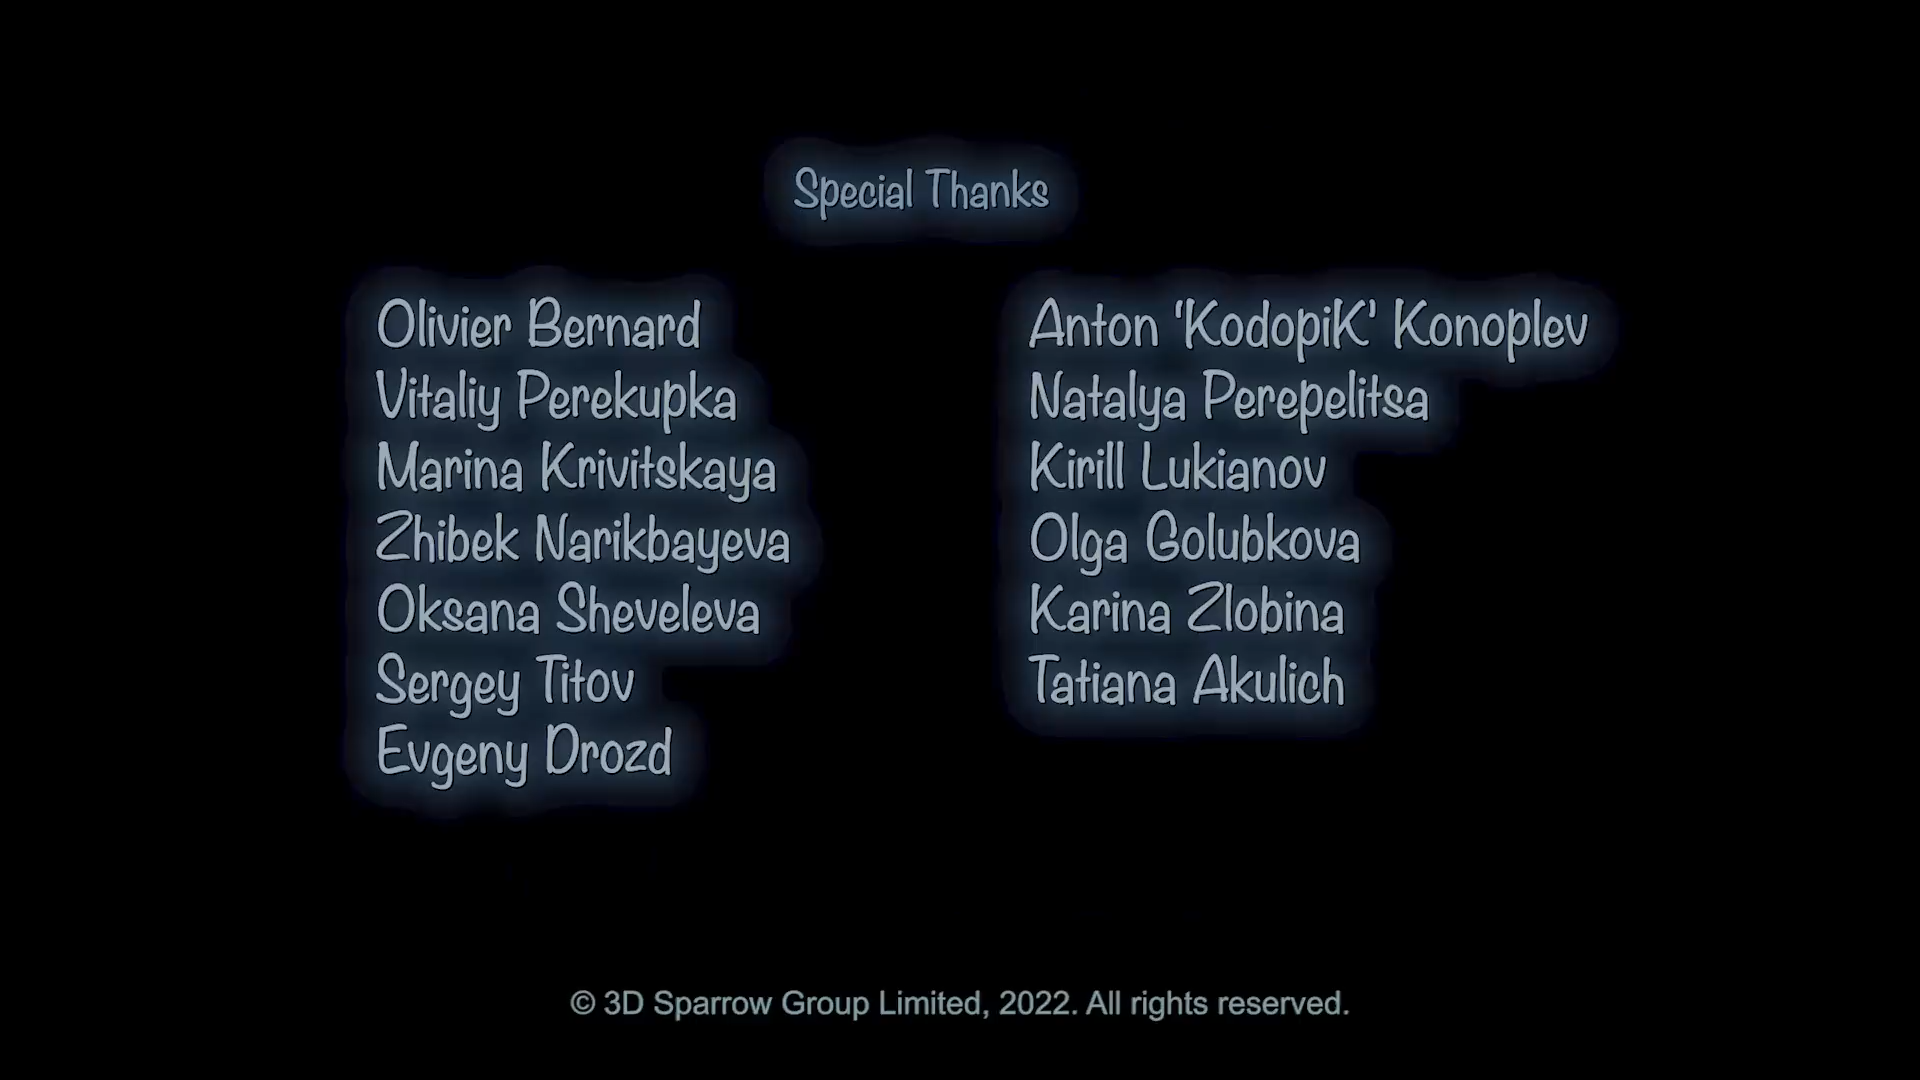 Special Thanks
Olivier Bernard
Vitaliy Perekupka
Marina Krivitskaya
Zhibek Narikbayeva
Oksana Sheveleva
Sergey Titov
Evgeny Drozd
Anton ‘KodopiK’ Konoplev
Natalya Perepelitsa
Kirill Lukianov
Olga Golubkova
Karina Zlobina
Tatiana Akulich
© 3D Sparrow Group Limited, 2022. All rights reserved.